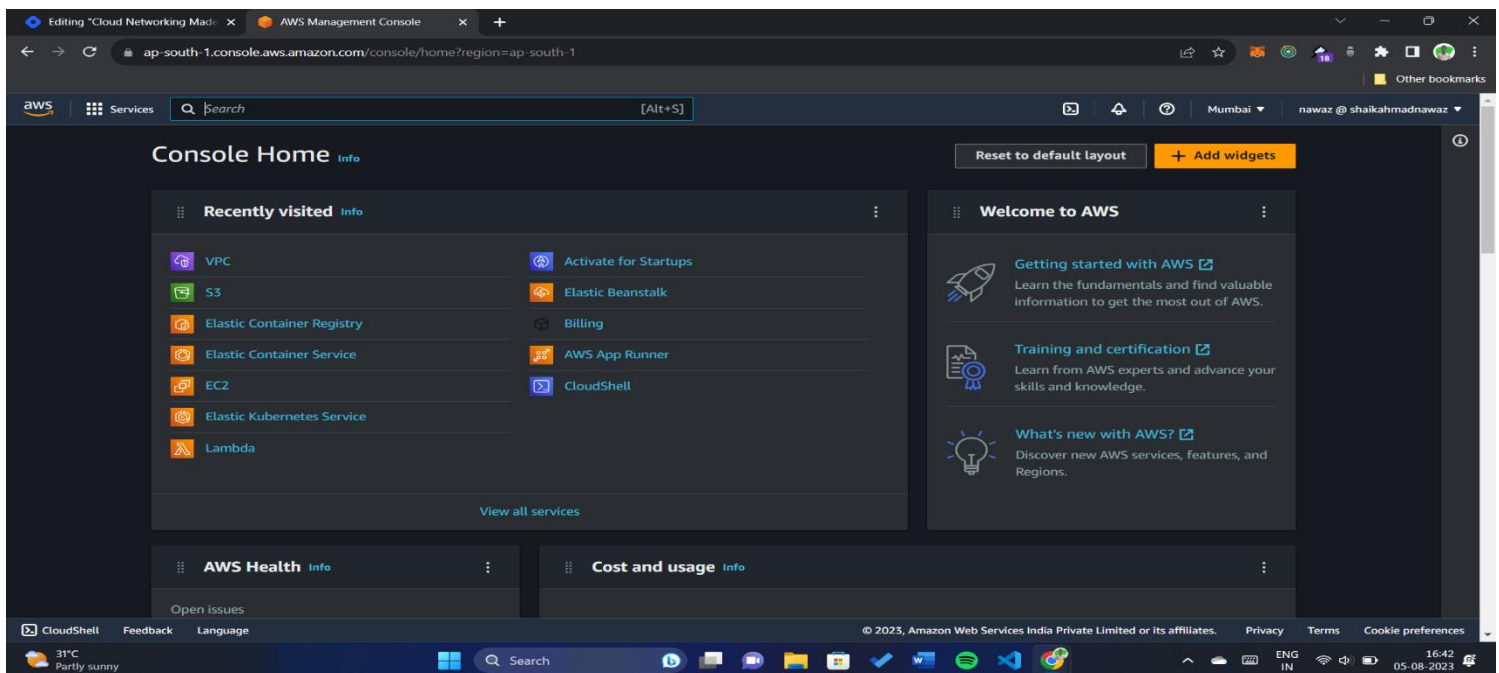 Editing "Cloud Networking Made
AWS Management Console
ap-south-1.console.aws.amazon.com/console/home?region=ap-south-1
18
Other bookmarks
aws
Services
Search
[Alt+S]
Mumbai
nawaz @ shaikahmadnawaz
Console Home Info
Reset to default layout
+ Add widgets
Recently visited Info
VPC
S3
Elastic Container Registry
Elastic Container Service
EC2
Elastic Kubernetes Service
Lambda
Activate for Startups
Elastic Beanstalk
Billing
AWS App Runner
CloudShell
View all services
Welcome to AWS
Getting started with AWS
Learn the fundamentals and find valuable
information to get the most out of AWS.
Training and certification
Learn from AWS experts and advance your
skills and knowledge.
What's new with AWS?
Discover new AWS services, features, and
Regions.
AWS Health Info
Open issues
Cost and usage Info
CloudShell
Feedback
Language
© 2023, Amazon Web Services India Private Limited or its affiliates.
Privacy
Terms
Cookie preferences
31°C
Partly sunny
Search
ENG
IN
16:42
05-08-2023